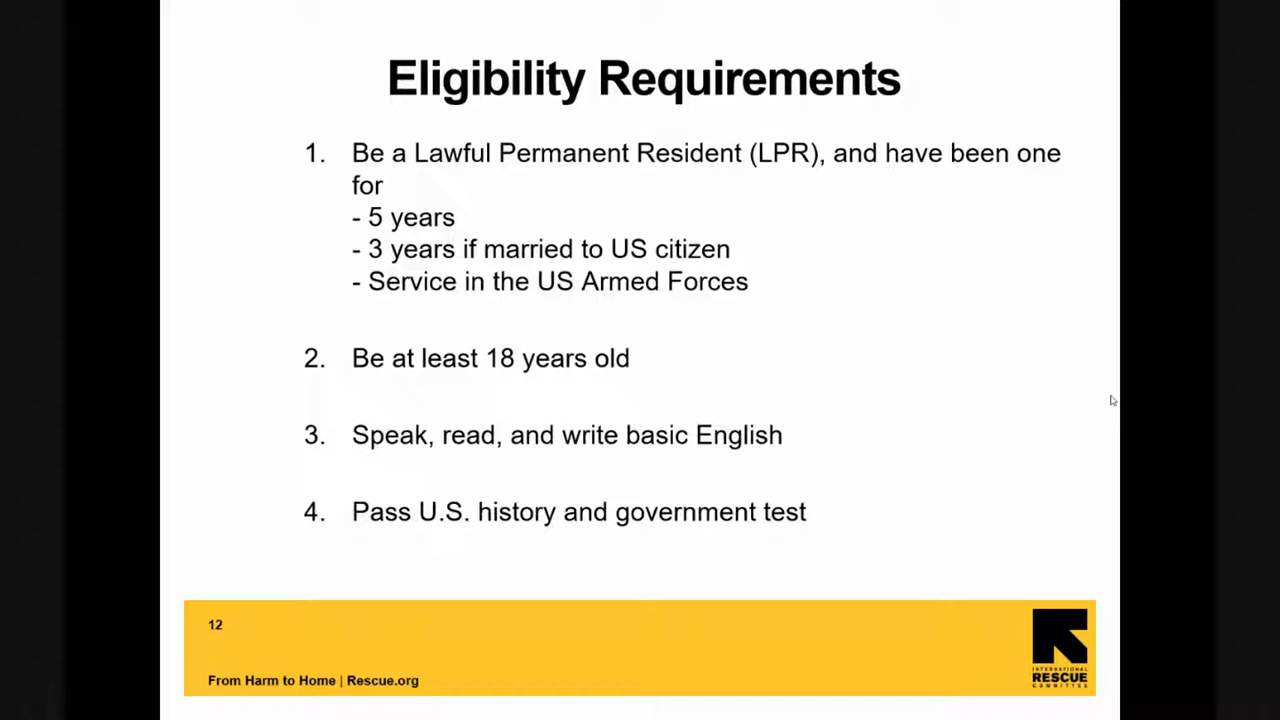 Eligibility Requirements
1. Be a Lawful Permanent Resident (LPR), and have been one
for
- 5 years
- 3 years if married to US citizen
- Service in the US Armed Forces
2. Be at least 18 years old
3. Speak, read, and write basic English
4. Pass U.S. history and government test
12
From Harm to Home | Rescue.org
INTERNATIONAL
RESCUE
COMMITTEE